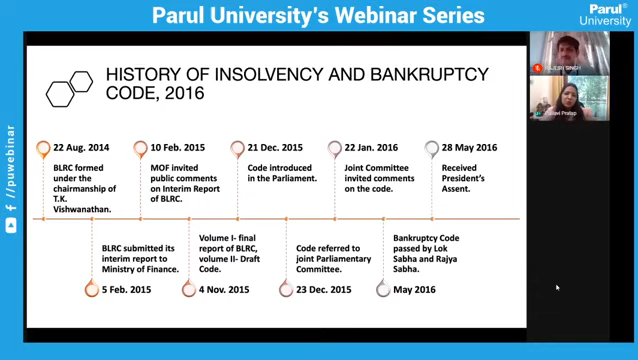 Parul University's Webinar Series
Parul®
University
HISTORY OF INSOLVENCY AND BANKRUPTCY
CODE, 2016
22 Aug. 2014
BLRC formed
under the
chairmanship of
T.K.
Vishwanathan.
10 Feb. 2015
MOF invited
public comments
on Interim Report
of BLRC.
21 Dec. 2015
Code introduced
in the Parliament.
22 Jan. 2016
Joint Committee
invited comments
on the code.
28 May 2016
Received
President's
Assent.
BLRC submitted its
interim report to
Ministry of Finance.
5 Feb. 2015
Volume I- final
report of BLRC,
volume II- Draft
Code.
4 Nov. 2015
Code referred to
joint Parliamentary
Committee.
23 Dec. 2015
Bankruptcy Code
passed by Lok
Sabha and Rajya
Sabha.
May 2016
SINGH
Pratap
/puwebinar